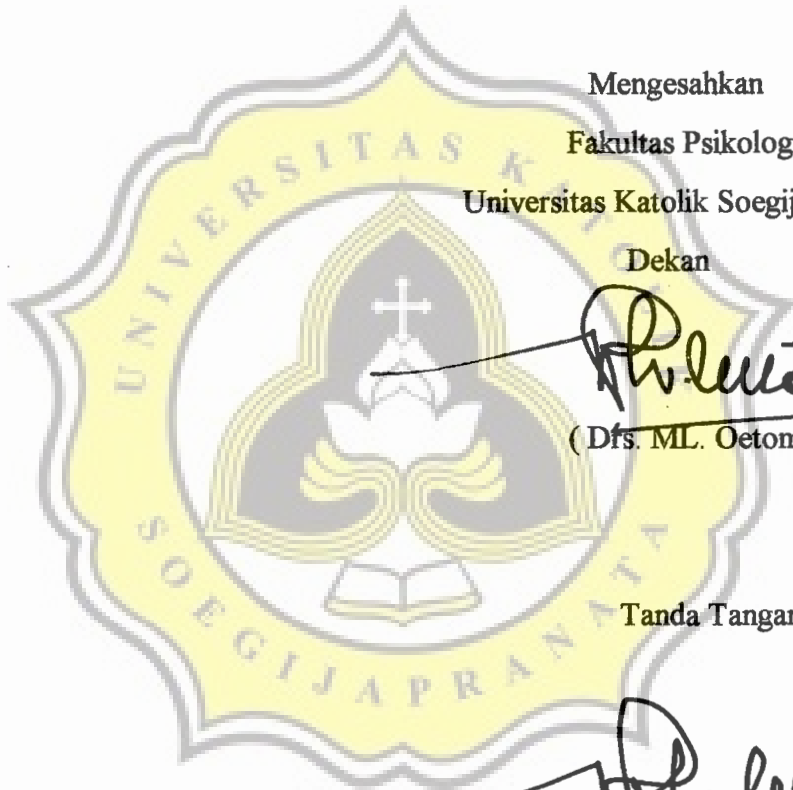 Mengesahkan
Fakultas Psikolog
Universitas Katolik Soegij
Dekan
( Drs. ML. Oetom
Tanda Tangan
UNIVERSITAS KATOLIK
SOEGIJAPRANATA